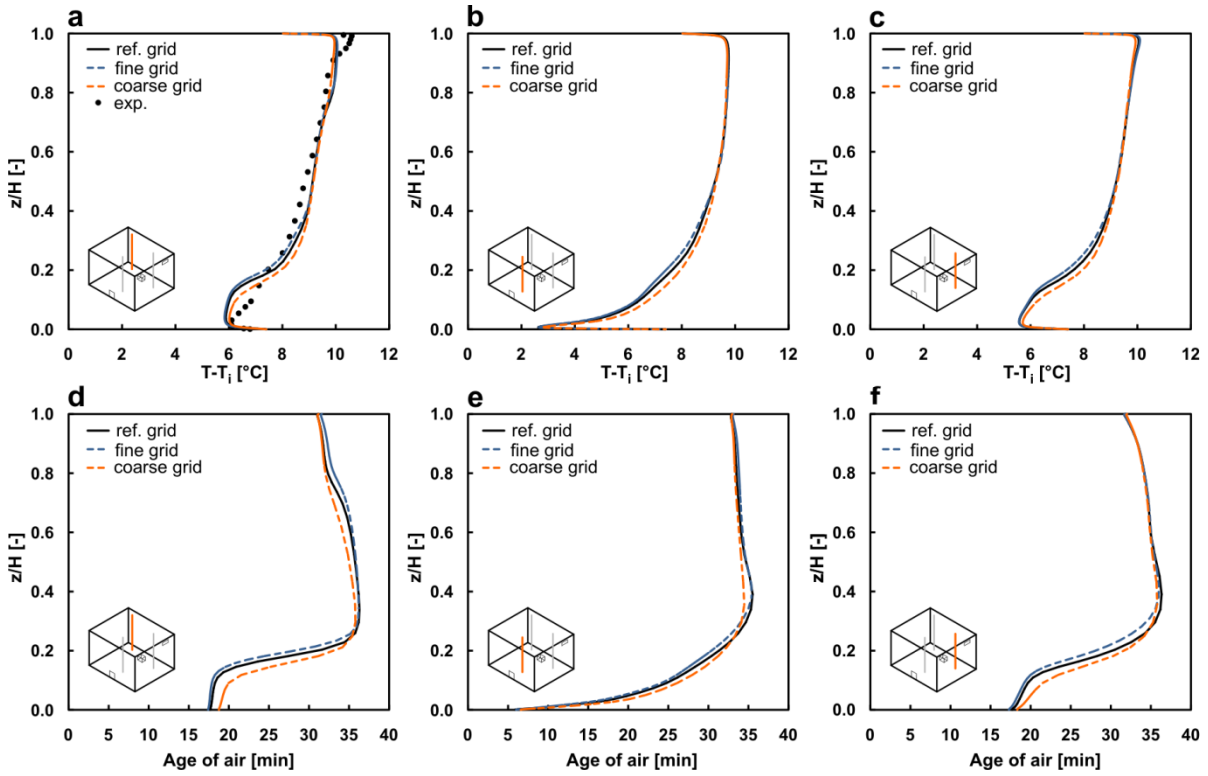 a
ref. grid
fine grid
coarse grid
exp.
1.0
0.8
0.6
0.4
0.2
0.0
z/H [-]
0 2 4 6 8 10 12
T-Ti [°C]
b
ref. grid
fine grid
coarse grid
1.0
0.8
0.6
0.4
0.2
0.0
z/H [-]
0 2 4 6 8 10 12
T-Ti [°C]
c
ref. grid
fine grid
coarse grid
1.0
0.8
0.6
0.4
0.2
0.0
z/H [-]
0 2 4 6 8 10 12
T-Ti [°C]
d
ref. grid
fine grid
coarse grid
1.0
0.8
0.6
0.4
0.2
0.0
z/H [-]
0 5 10 15 20 25 30 35 40
Age of air [min]
e
ref. grid
fine grid
coarse grid
1.0
0.8
0.6
0.4
0.2
0.0
z/H [-]
0 5 10 15 20 25 30 35 40
Age of air [min]
f
ref. grid
fine grid
coarse grid
1.0
0.8
0.6
0.4
0.2
0.0
z/H [-]
0 5 10 15 20 25 30 35 40
Age of air [min]